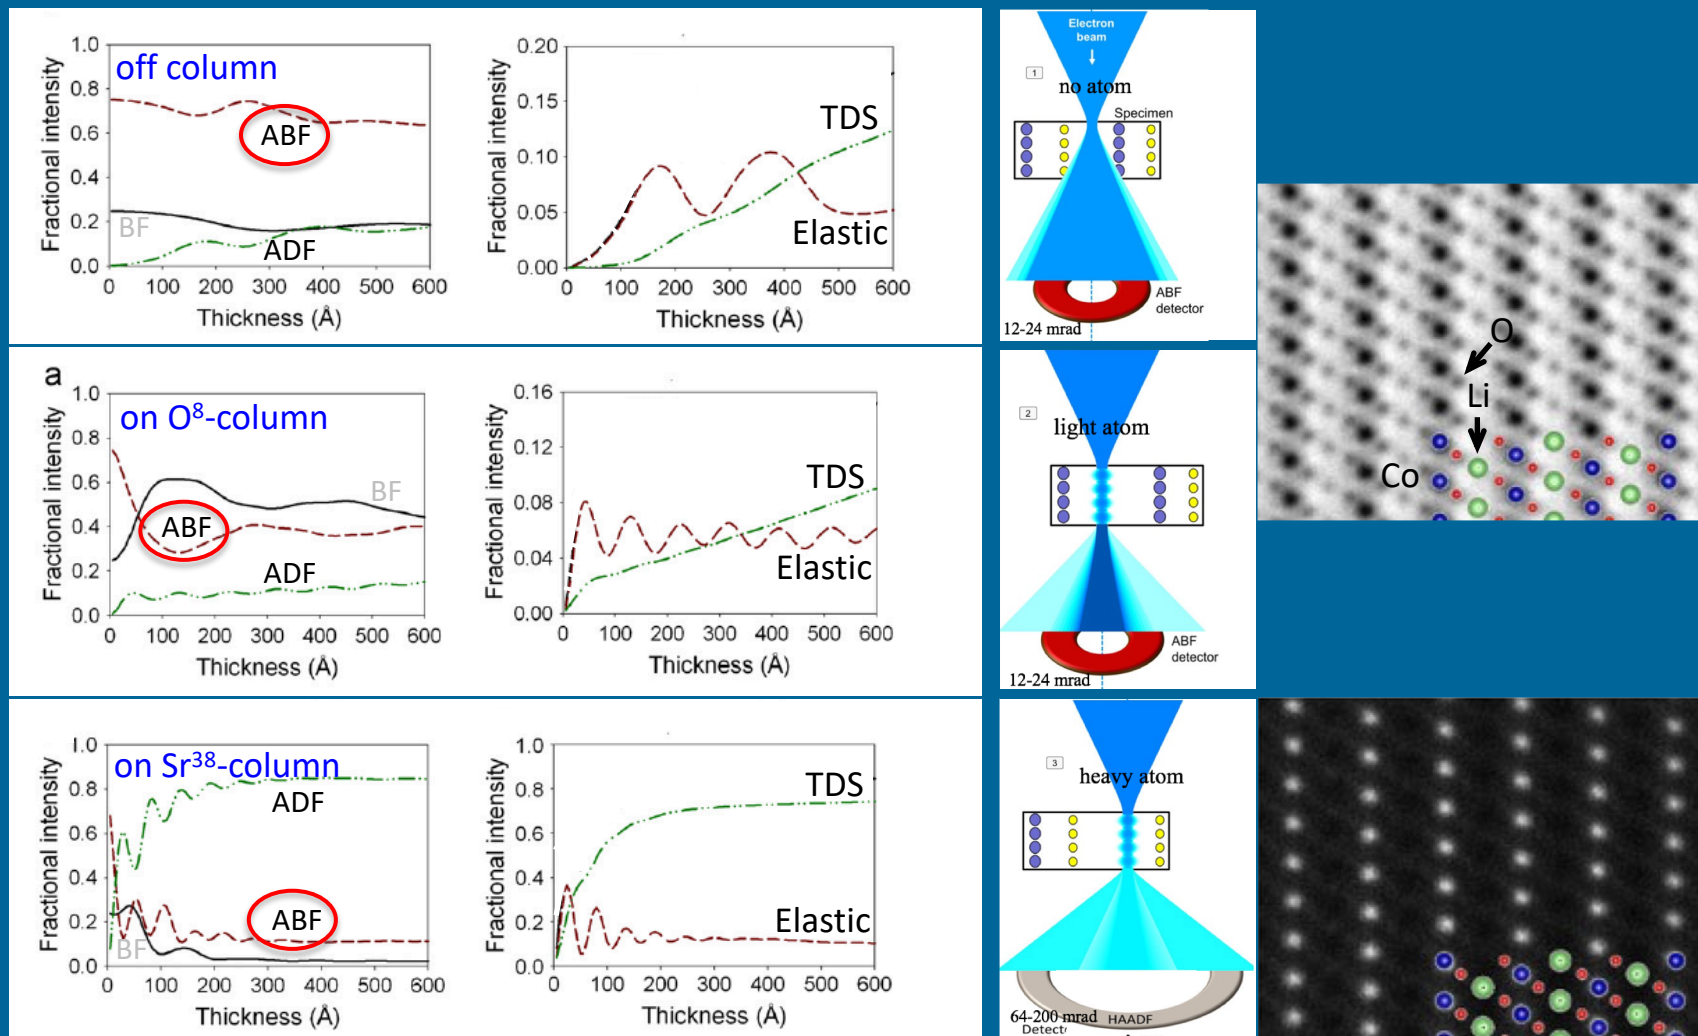 off column
Fractional intensity
1.0
0.8
0.6
0.4
0.2
0.0
ABF
BF
ADF
0 100 200 300 400 500 600
Thickness (Å)
Fractional intensity
0.20
0.15
0.10
0.05
0.00
TDS
Elastic
0 100 200 300 400 500 600
Thickness (Å)
Electron
beam
1
no atom
Specimen
ABF
detector
12-24 mrad
a
on O⁸-column
Fractional intensity
1.0
0.8
0.6
0.4
0.2
0.0
BF
ABF
ADF
0 100 200 300 400 500 600
Thickness (Å)
Fractional intensity
0.16
0.12
0.08
0.04
0.00
TDS
Elastic
0 100 200 300 400 500 600
Thickness (Å)
2
light atom
ABF
detector
12-24 mrad
O
Li
Co
on Sr³⁸-column
Fractional intensity
1.0
0.8
0.6
0.4
0.2
0.0
ADF
ABF
BF
0 100 200 300 400 500 600
Thickness (Å)
Fractional intensity
1.0
0.8
0.6
0.4
0.2
0.0
TDS
Elastic
0 100 200 300 400 500 600
Thickness (Å)
3
heavy atom
64-200 mrad HAADF